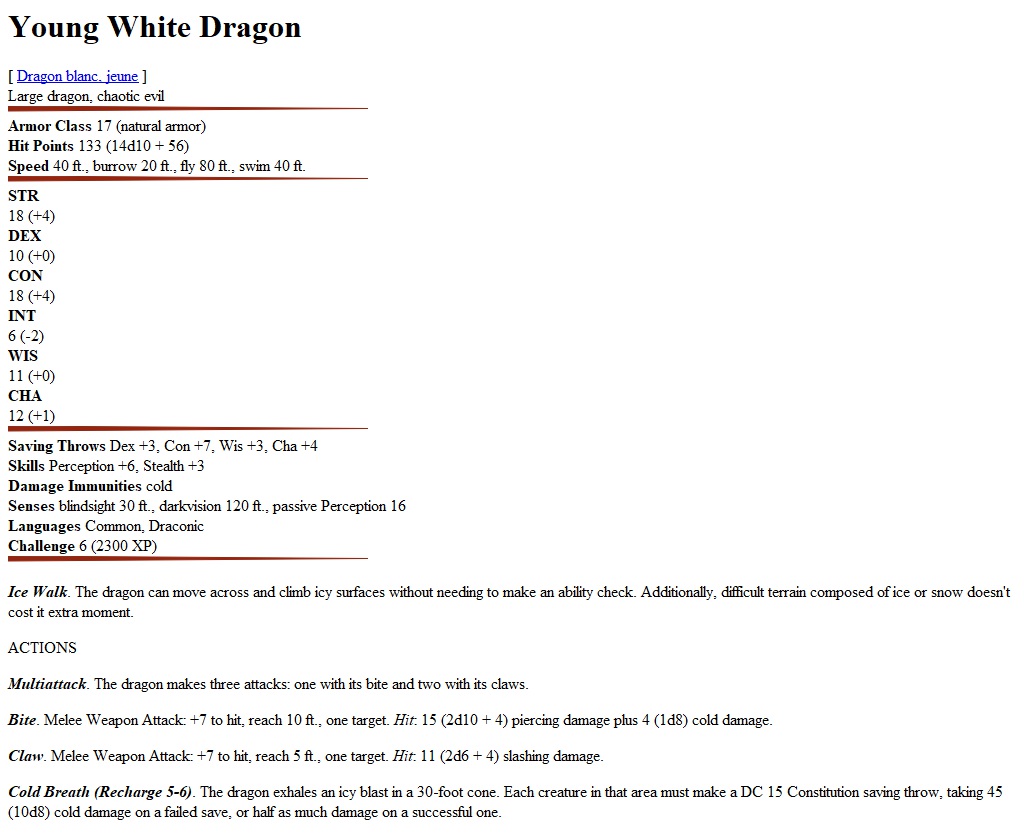 Young White Dragon
[ Dragon blanc, jeune ]
Large dragon, chaotic evil
Armor Class 17 (natural armor)
Hit Points 133 (14d10 + 56)
Speed 40 ft., burrow 20 ft., fly 80 ft., swim 40 ft.
STR
18 (+4)
DEX
10 (+0)
CON
18 (+4)
INT
6 (-2)
WIS
11 (+0)
CHA
12 (+1)
Saving Throws Dex +3, Con +7, Wis +3, Cha +4
Skills Perception +6, Stealth +3
Damage Immunities cold
Senses blindsight 30 ft., darkvision 120 ft., passive Perception 16
Languages Common, Draconic
Challenge 6 (2300 XP)
Ice Walk. The dragon can move across and climb icy surfaces without needing to make an ability check. Additionally, difficult terrain composed of ice or snow doesn't
cost it extra moment.
ACTIONS
Multiattack. The dragon makes three attacks: one with its bite and two with its claws.
Bite. Melee Weapon Attack: +7 to hit, reach 10 ft., one target. Hit: 15 (2d10 + 4) piercing damage plus 4 (1d8) cold damage.
Claw. Melee Weapon Attack: +7 to hit, reach 5 ft., one target. Hit: 11 (2d6 + 4) slashing damage.
Cold Breath (Recharge 5-6). The dragon exhales an icy blast in a 30-foot cone. Each creature in that area must make a DC 15 Constitution saving throw, taking 45
(10d8) cold damage on a failed save, or half as much damage on a successful one.